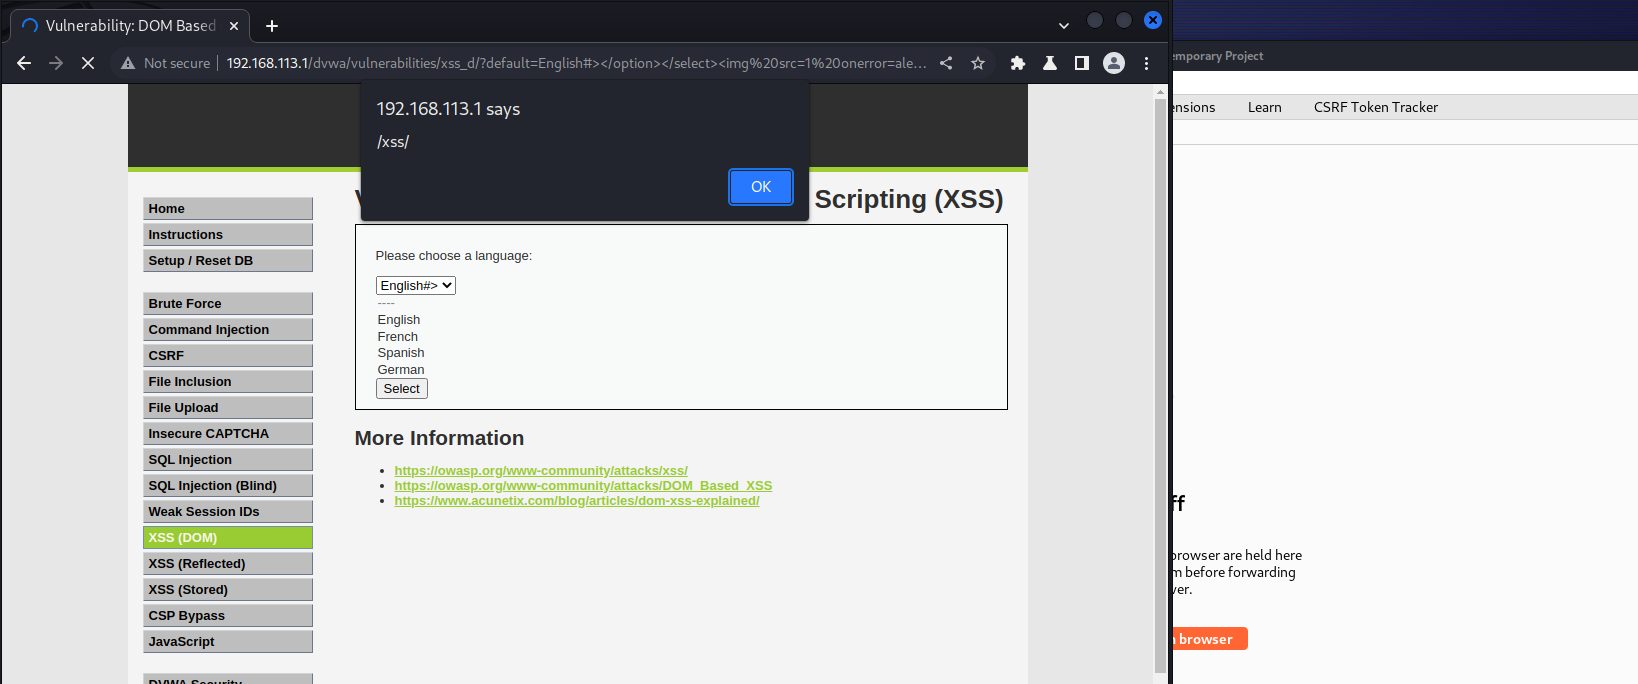 Vulnerability: DOM Based
Not secure
192.168.113.1/dvwa/vulnerabilities/xss_d/?default=English#></option></select><img%20src=1%20onerror=ale...
192.168.113.1 says
/xss/
OK
Scripting (XSS)
Home
Instructions
Setup / Reset DB
Brute Force
Command Injection
CSRF
File Inclusion
File Upload
Insecure CAPTCHA
SQL Injection
SQL Injection (Blind)
Weak Session IDs
XSS (DOM)
XSS (Reflected)
XSS (Stored)
CSP Bypass
JavaScript
DVWA Security
Please choose a language:
English#>
----
English
French
Spanish
German
Select
More Information
https://owasp.org/www-community/attacks/xss/
https://owasp.org/www-community/attacks/DOM_Based_XSS
https://www.acunetix.com/blog/articles/dom-xss-explained/
emporary Project
ensions Learn CSRF Token Tracker
ff
browser are held here
m before forwarding
ver.
browser